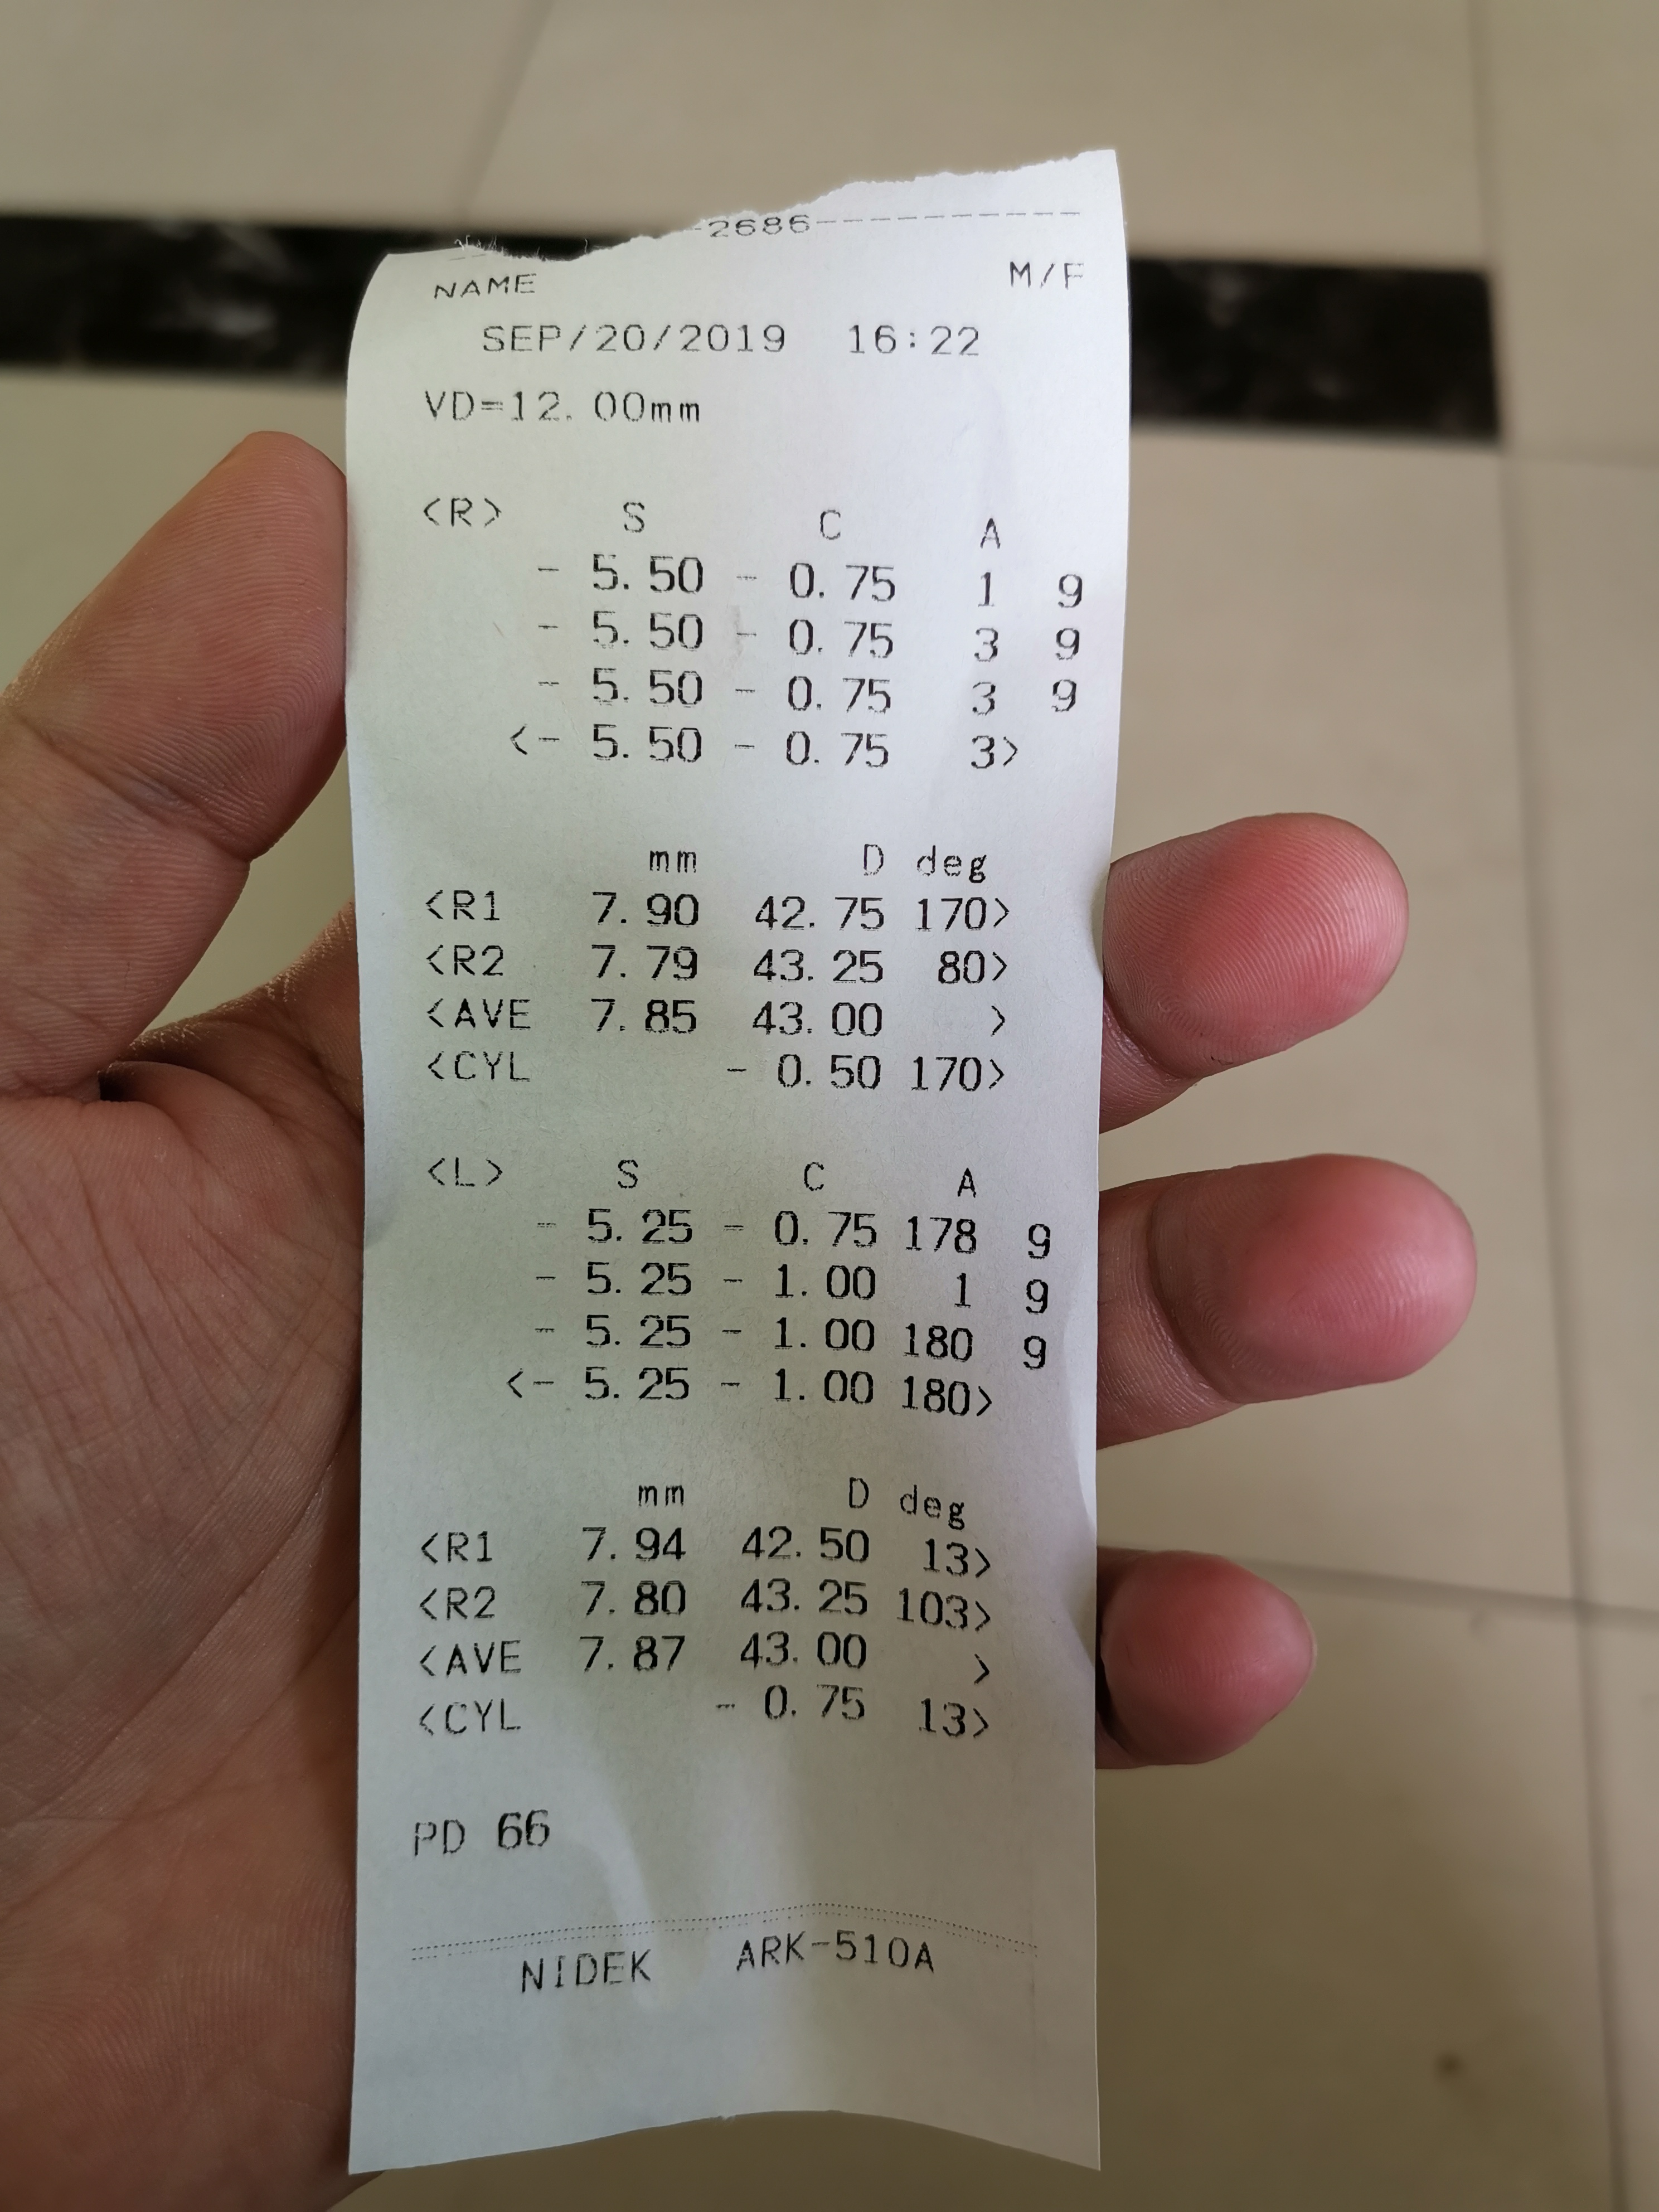 -2686----------
NAME M/F
SEP/20/2019 16:22
VD=12.00mm
<R> S C A
- 5.50 - 0.75 1 9
- 5.50 - 0.75 3 9
- 5.50 - 0.75 3 9
<- 5.50 - 0.75 3>
mm D deg
<R1 7.90 42.75 170>
<R2 7.79 43.25 80>
<AVE 7.85 43.00 >
<CYL - 0.50 170>
<L> S C A
- 5.25 - 0.75 178 9
- 5.25 - 1.00 1 9
- 5.25 - 1.00 180 9
<- 5.25 - 1.00 180>
mm D deg
<R1 7.94 42.50 13>
<R2 7.80 43.25 103>
<AVE 7.87 43.00 >
<CYL - 0.75 13>
PD 66
NIDEK ARK-510A